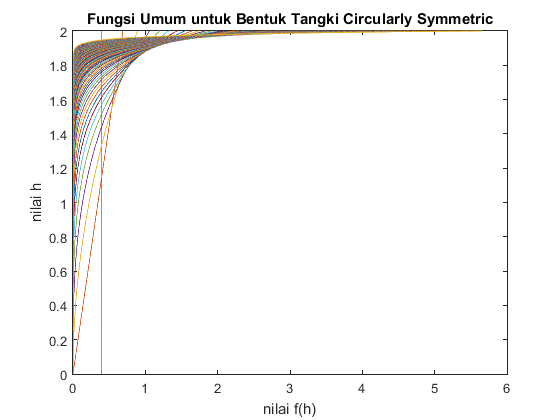 Fungsi Umum untuk Bentuk Tangki Circularly Symmetric
2
1.8
1.6
1.4
1.2
1
0.8
0.6
0.4
0.2
0
nilai h
0 1 2 3 4 5 6
nilai f(h)